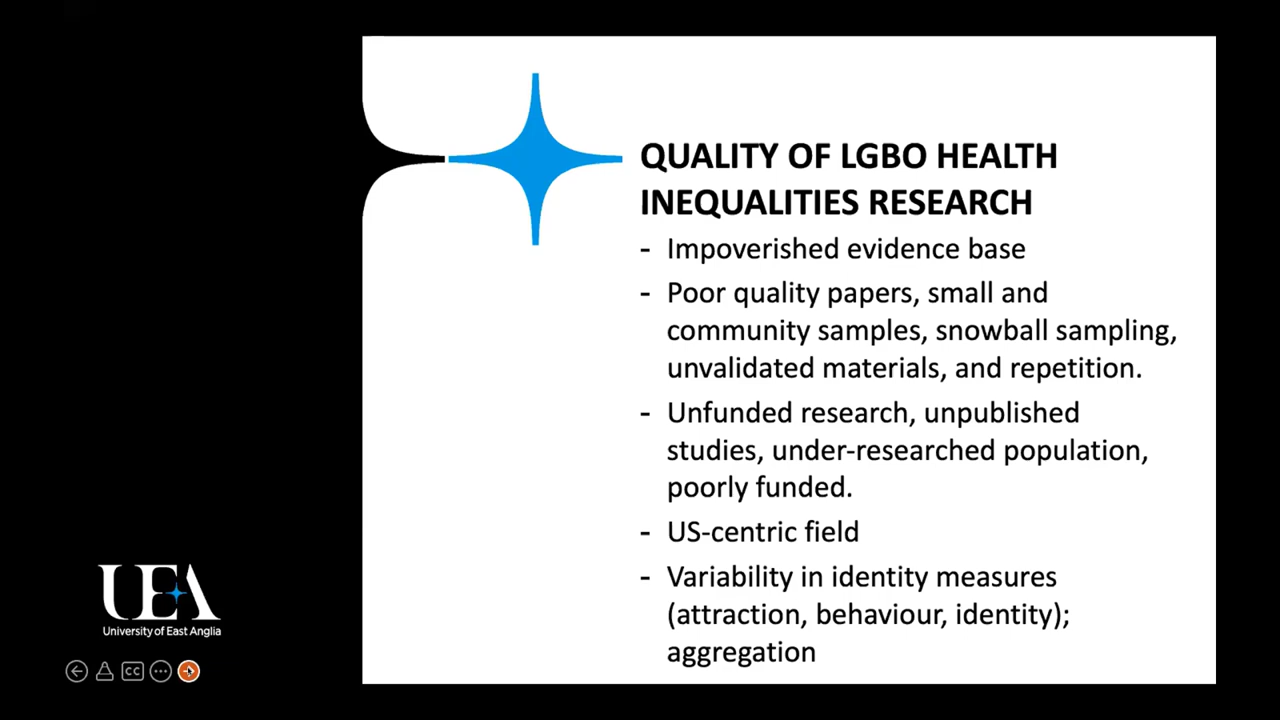 QUALITY OF LGBO HEALTH
INEQUALITIES RESEARCH
- Impoverished evidence base
- Poor quality papers, small and
community samples, snowball sampling,
unvalidated materials, and repetition.
- Unfunded research, unpublished
studies, under-researched population,
poorly funded.
- US-centric field
- Variability in identity measures
(attraction, behaviour, identity);
aggregation
UEA
University of East Anglia
CC